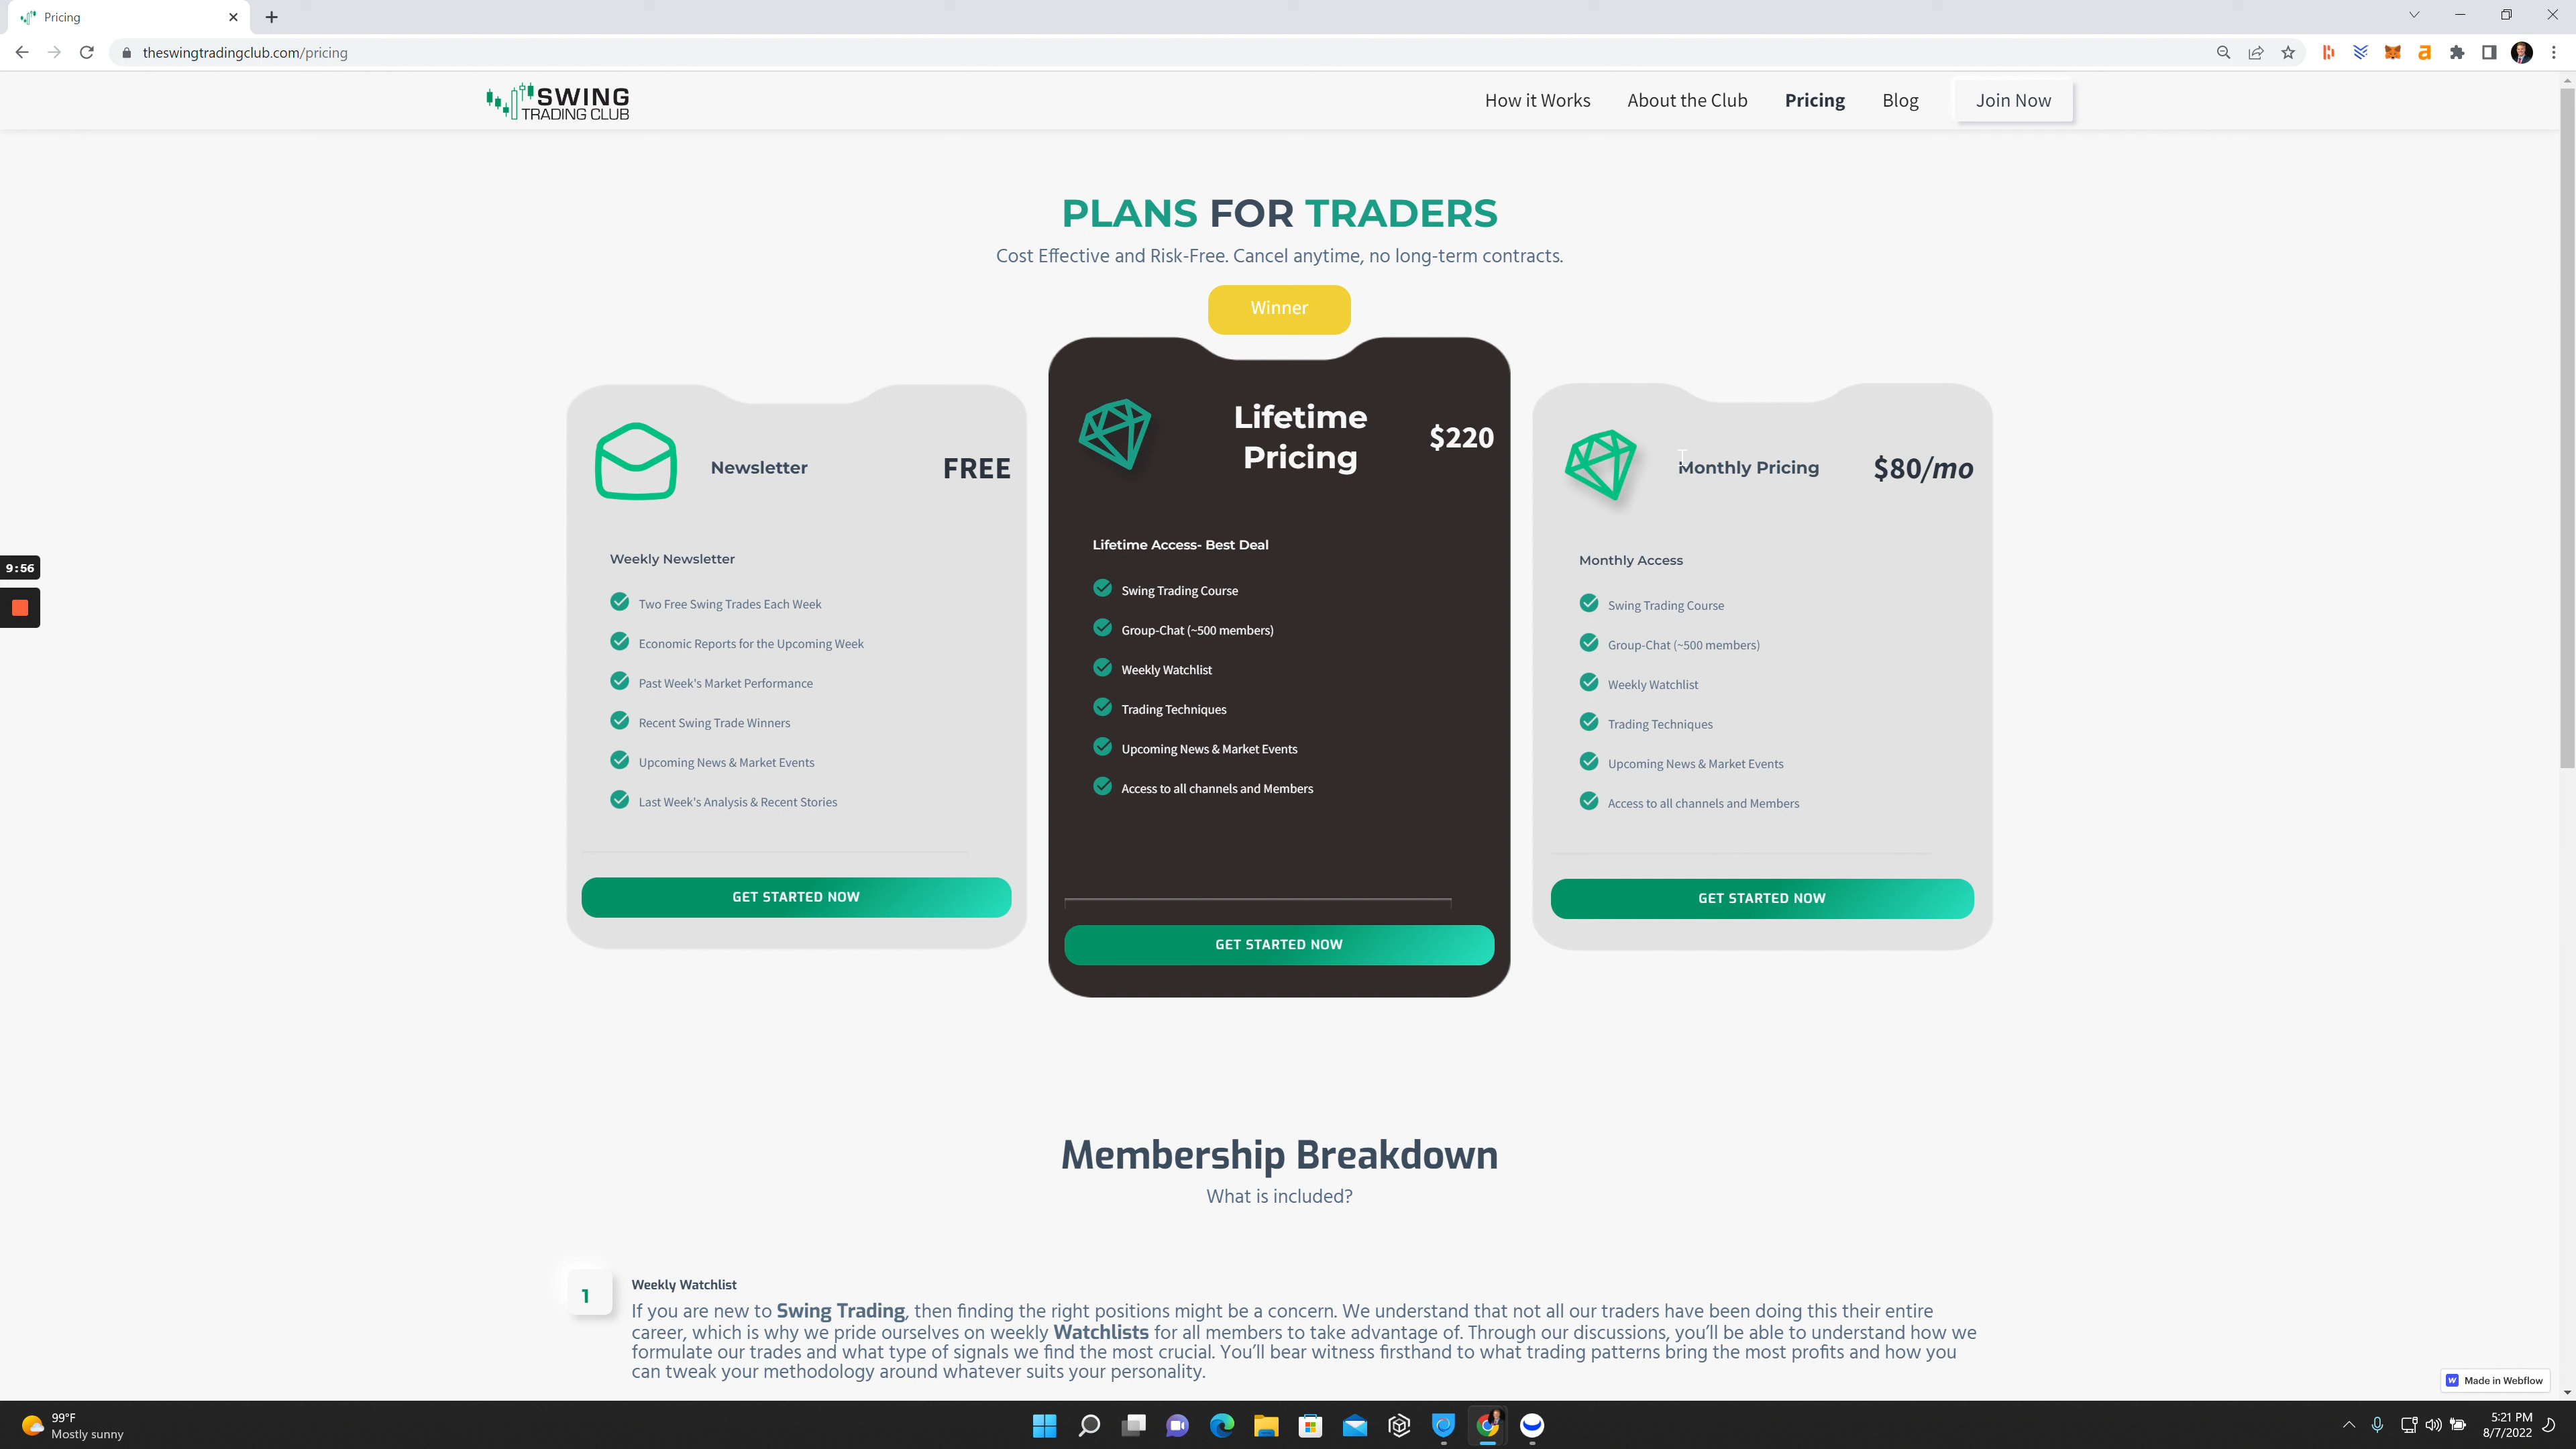 Pricing
theswingtradingclub.com/pricing
SWING
TRADING CLUB
How it Works
About the Club
Pricing
Blog
Join Now
PLANS FOR TRADERS
Cost Effective and Risk-Free. Cancel anytime, no long-term contracts.
Winner
Newsletter
FREE
Weekly Newsletter
Two Free Swing Trades Each Week
Economic Reports for the Upcoming Week
Past Week's Market Performance
Recent Swing Trade Winners
Upcoming News & Market Events
Last Week's Analysis & Recent Stories
GET STARTED NOW
Lifetime
Pricing
$220
Lifetime Access- Best Deal
Swing Trading Course
Group-Chat (~500 members)
Weekly Watchlist
Trading Techniques
Upcoming News & Market Events
Access to all channels and Members
GET STARTED NOW
Monthly Pricing
$80/mo
Monthly Access
Swing Trading Course
Group-Chat (~500 members)
Weekly Watchlist
Trading Techniques
Upcoming News & Market Events
Access to all channels and Members
GET STARTED NOW
9:56
Membership Breakdown
What is included?
1
Weekly Watchlist
If you are new to Swing Trading, then finding the right positions might be a concern. We understand that not all our traders have been doing this their entire
career, which is why we pride ourselves on weekly Watchlists for all members to take advantage of. Through our discussions, you'll be able to understand how we
formulate our trades and what type of signals we find the most crucial. You'll bear witness firsthand to what trading patterns bring the most profits and how you
can tweak your methodology around whatever suits your personality.
Made in Webflow
99°F
Mostly sunny
5:21 PM
8/7/2022